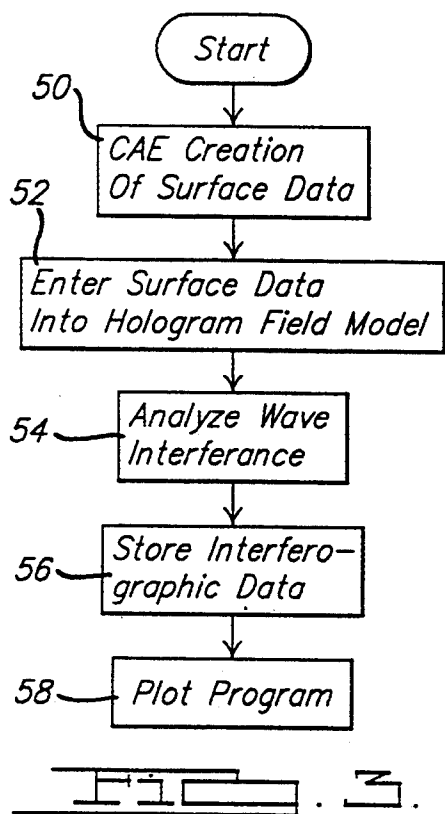 Start
50
CAE Creation
Of Surface Data
52
Enter Surface Data
Into Hologram Field Model
54
Analyze Wave
Interferance
56
Store Interfero-
graphic Data
58
Plot Program
Fig. 3